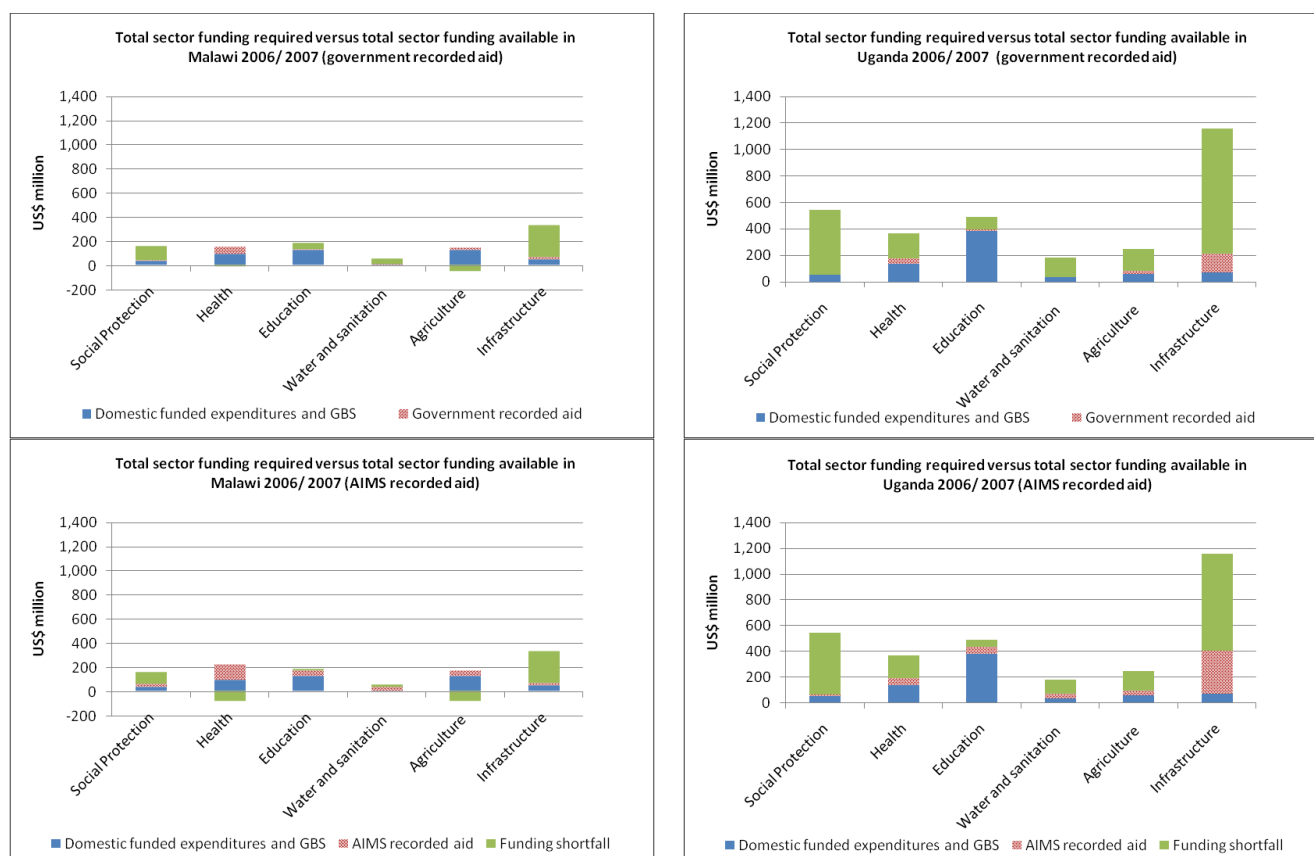 Total sector funding required versus total sector funding available in
Malawi 2006/ 2007 (government recorded aid)
US$ million
1,400
1,200
1,000
800
600
400
200
0
-200
Social Protection
Health
Education
Water and sanitation
Agriculture
Infrastructure
Domestic funded expenditures and GBS
Government recorded aid
Total sector funding required versus total sector funding available in
Uganda 2006/ 2007 (government recorded aid)
US$ million
1,400
1,200
1,000
800
600
400
200
0
Social Protection
Health
Education
Water and sanitation
Agriculture
Infrastructure
Domestic funded expenditures and GBS
Government recorded aid
Total sector funding required versus total sector funding available in
Malawi 2006/ 2007 (AIMS recorded aid)
US$ million
1,400
1,200
1,000
800
600
400
200
0
-200
Social Protection
Health
Education
Water and sanitation
Agriculture
Infrastructure
Domestic funded expenditures and GBS
AIMS recorded aid
Funding shortfall
Total sector funding required versus total sector funding available in
Uganda 2006/ 2007 (AIMS recorded aid)
US$ million
1,400
1,200
1,000
800
600
400
200
0
Social Protection
Health
Education
Water and sanitation
Agriculture
Infrastructure
Domestic funded expenditures and GBS
AIMS recorded aid
Funding shortfall